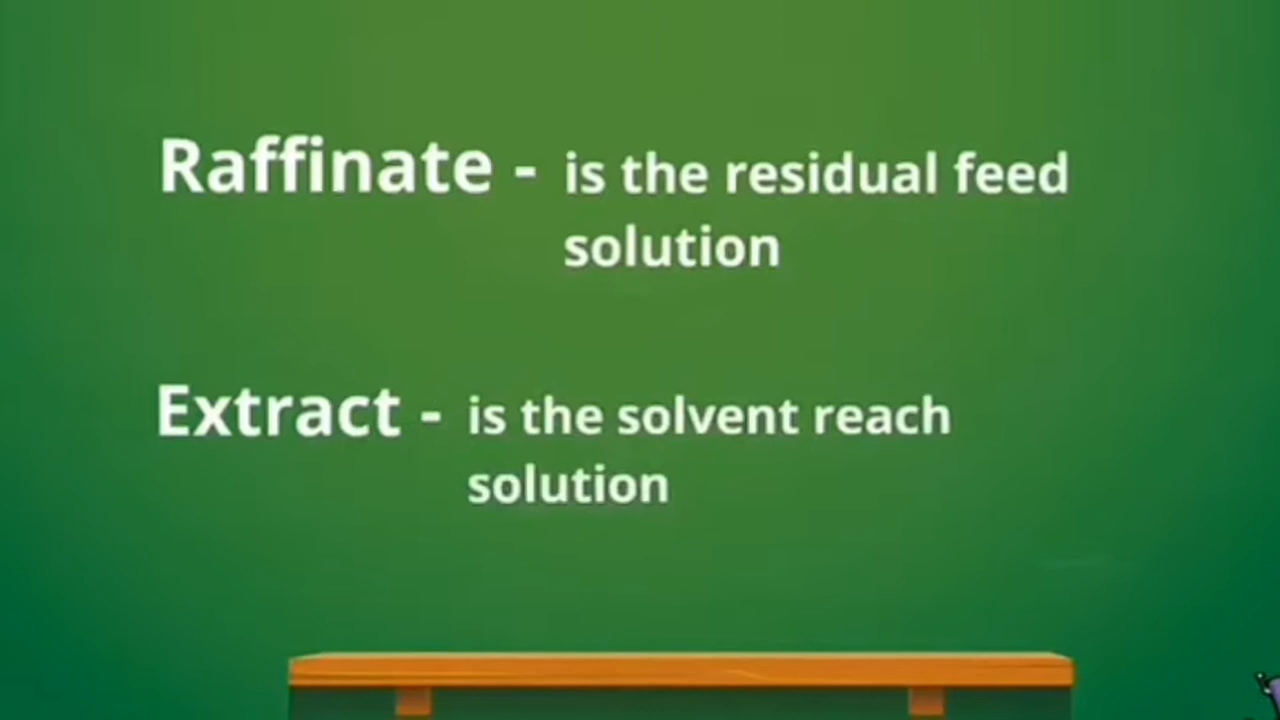 Raffinate - is the residual feed
solution
Extract - is the solvent reach
solution